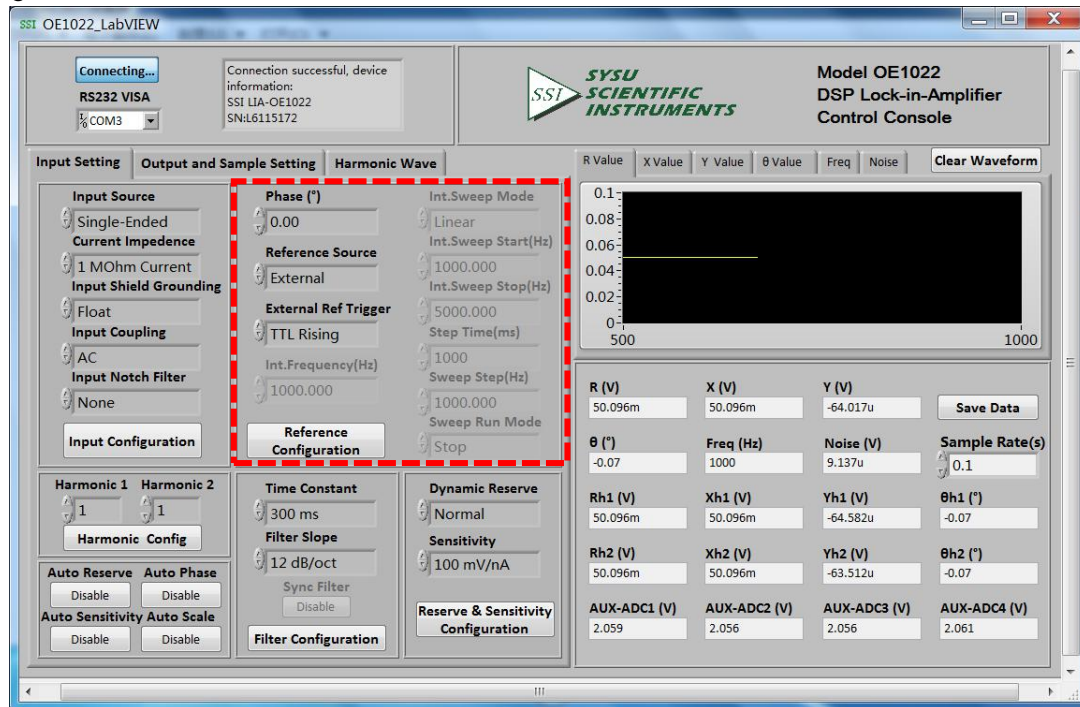 SSI OE1022_LabVIEW
Connecting...
RS232 VISA
COM3
Connection successful, device
information:
SSI LIA-OE1022
SN:L6115172
SSI
SYSU
SCIENTIFIC
INSTRUMENTS
Model OE1022
DSP Lock-in-Amplifier
Control Console
Input Setting
Output and Sample Setting
Harmonic Wave
Input Source
Single-Ended
Current Impedence
1 MOhm Current
Input Shield Grounding
Float
Input Coupling
AC
Input Notch Filter
None
Input Configuration
Phase (°)
0.00
Reference Source
External
External Ref Trigger
TTL Rising
Int.Frequency(Hz)
1000.000
Reference
Configuration
Int.Sweep Mode
Linear
Int.Sweep Start(Hz)
1000.000
Int.Sweep Stop(Hz)
5000.000
Step Time(ms)
1000
Sweep Step(Hz)
1000.000
Sweep Run Mode
Stop
Harmonic 1 Harmonic 2
1 1
Harmonic Config
Auto Reserve Auto Phase
Disable Disable
Auto Sensitivity Auto Scale
Disable Disable
Time Constant
300 ms
Filter Slope
12 dB/oct
Sync Filter
Disable
Filter Configuration
Dynamic Reserve
Normal
Sensitivity
100 mV/nA
Reserve & Sensitivity
Configuration
R Value X Value Y Value θ Value Freq Noise
Clear Waveform
0.1
0.08
0.06
0.04
0.02
0
500 1000
R (V) X (V) Y (V)
50.096m 50.096m -64.017u Save Data
θ (°) Freq (Hz) Noise (V) Sample Rate(s)
-0.07 1000 9.137u 0.1
Rh1 (V) Xh1 (V) Yh1 (V) θh1 (°)
50.096m 50.096m -64.582u -0.07
Rh2 (V) Xh2 (V) Yh2 (V) θh2 (°)
50.096m 50.096m -63.512u -0.07
AUX-ADC1 (V) AUX-ADC2 (V) AUX-ADC3 (V) AUX-ADC4 (V)
2.059 2.056 2.056 2.061